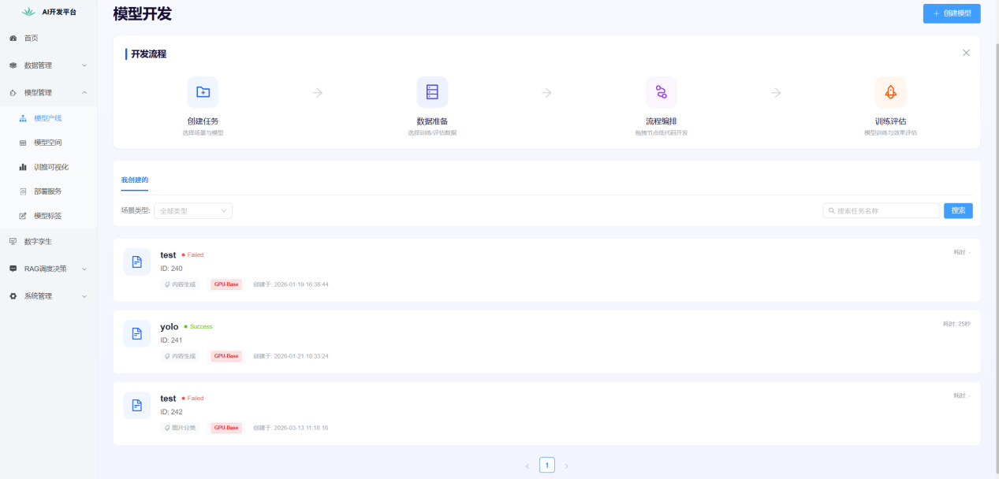 AI开发平台
首页
数据管理
模型管理
模型产线
模型空间
训推可视化
部署服务
模型标签
数字孪生
RAG调度决策
系统管理
模型开发
创建模型
开发流程
创建任务
选择场景与模型
数据准备
选择训练/评估数据
流程编排
拖拽节点低代码开发
训练评估
模型训练与效果评估
我创建的
场景类型: 全部类型
搜索任务名称 搜索
test Failed 耗时: -
ID: 240
内容生成 GPU-Base 创建于: 2026-01-19 16:38:44
yolo Success 耗时: 25秒
ID: 241
内容生成 GPU-Base 创建于: 2026-01-21 18:33:24
test Failed 耗时: -
ID: 242
图片分类 GPU-Base 创建于: 2026-03-13 11:18:16
1